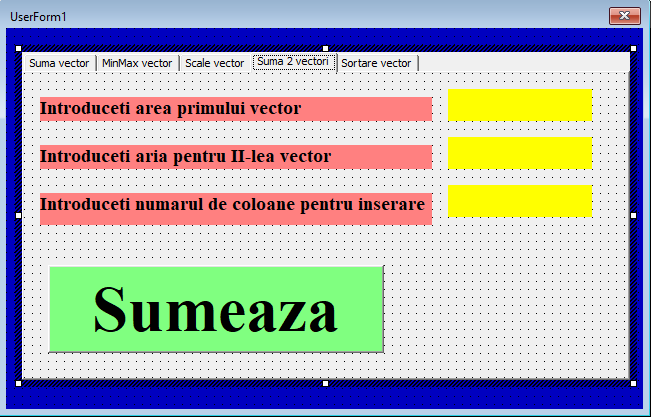 UserForm1
Suma vector MinMax vector Scale vector Suma 2 vectori Sortare vector
Introduceti area primului vector
Introduceti aria pentru II-lea vector
Introduceti numarul de coloane pentru inserare
Sumeaza